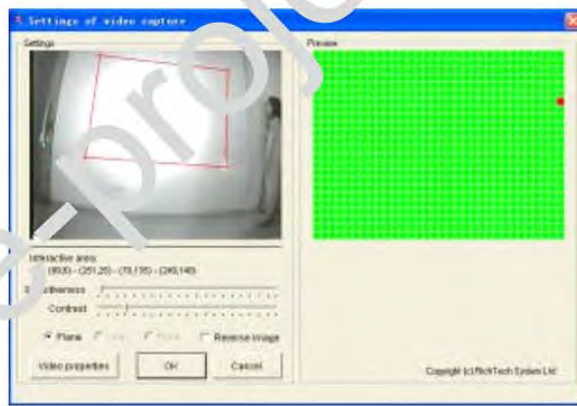 Settings of video capture
Settings
Preview
Interactive area:
Contrast
Plane
Reverse image
Video properties
OK
Cancel
Copyright (c) RichTech System Ltd